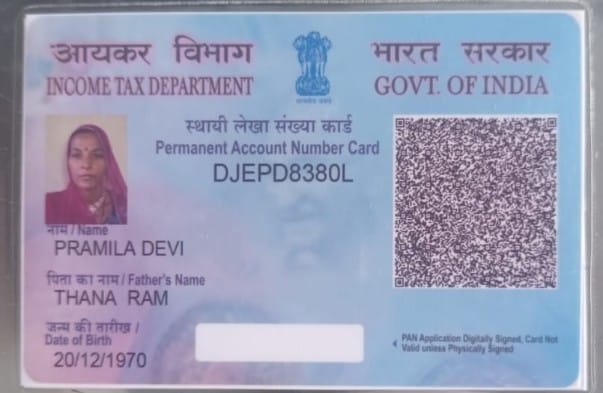 आयकर विभाग
INCOME TAX DEPARTMENT
भारत सरकार
GOVT. OF INDIA
स्थायी लेखा संख्या कार्ड
Permanent Account Number Card
DJEPD8380L
नाम / Name
PRAMILA DEVI
पिता का नाम / Father's Name
THANA RAM
जन्म की तारीख /
Date of Birth
20/12/1970
PAN Application Digitally Signed, Card Not
Valid unless Physically Signed